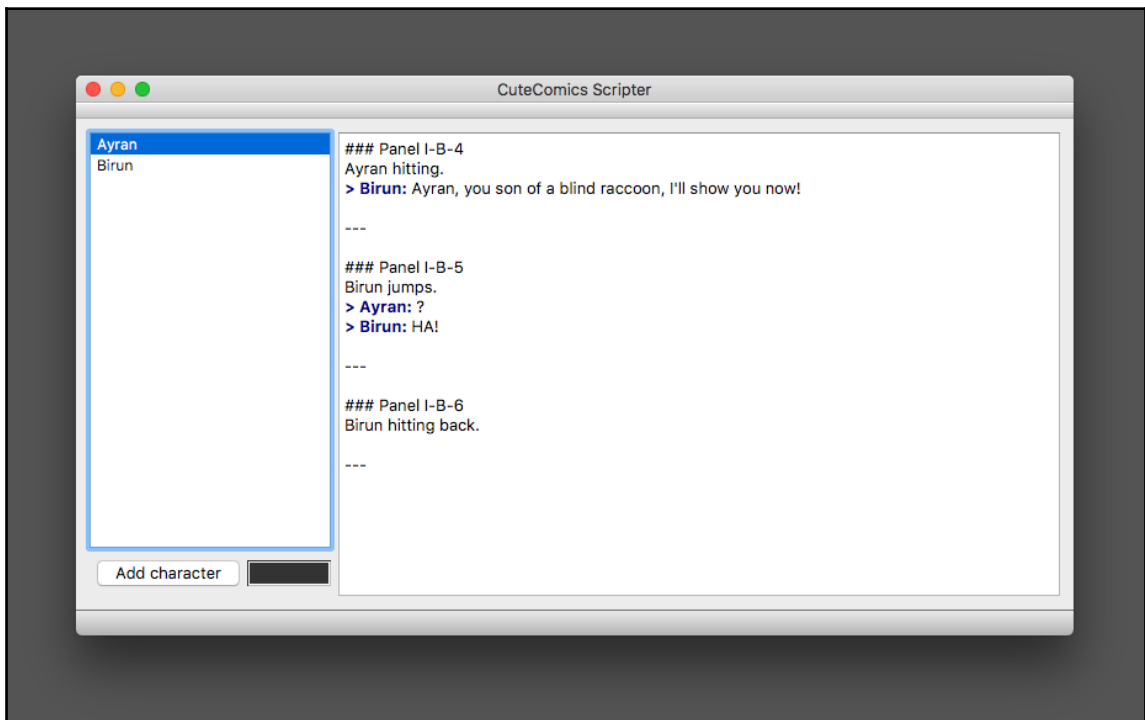 CuteComics Scripter
Ayran
Birun
Add character
### Panel I-B-4
Ayran hitting.
> Birun: Ayran, you son of a blind raccoon, I'll show you now!
---
### Panel I-B-5
Birun jumps.
> Ayran: ?
> Birun: HA!
---
### Panel I-B-6
Birun hitting back.
---